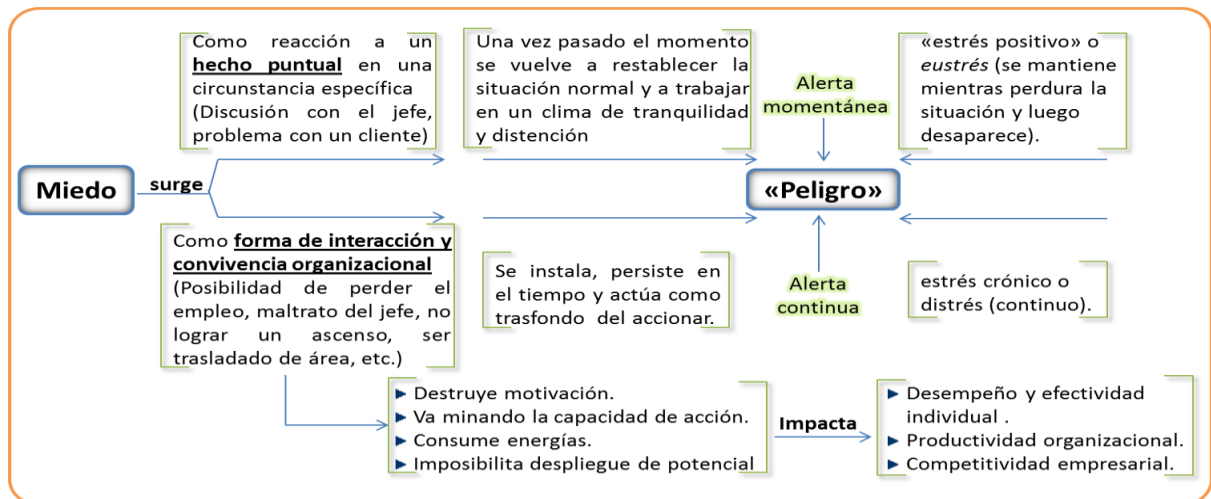 Como reacción a un
hecho puntual en una
circunstancia específica
(Discusión con el jefe,
problema con un cliente)
Una vez pasado el momento
se vuelve a restablecer la
situación normal y a trabajar
en un clima de tranquilidad
y distención
Alerta
momentánea
«estrés positivo» o
eustrés (se mantiene
mientras perdura la
situación y luego
desaparece).
Miedo
surge
«Peligro»
Como forma de interacción y
convivencia organizacional
(Posibilidad de perder el
empleo, maltrato del jefe, no
lograr un ascenso, ser
trasladado de área, etc.)
Se instala, persiste en
el tiempo y actúa como
trasfondo del accionar.
Alerta
continua
estrés crónico o
distrés (continuo).
Destruye motivación.
Va minando la capacidad de acción.
Consume energías.
Imposibilita despliegue de potencial
Impacta
Desempeño y efectividad
individual .
Productividad organizacional.
Competitividad empresarial.